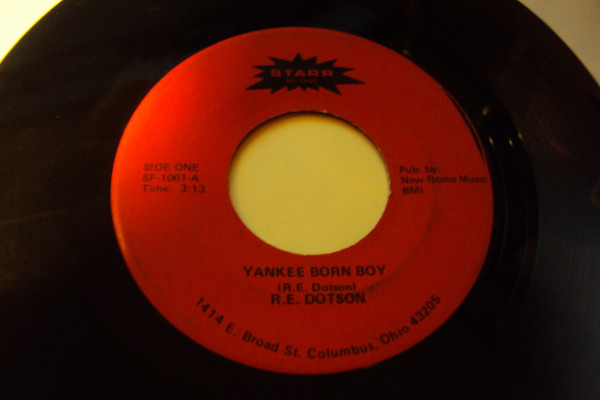 STARR
RECORDS
SIDE ONE
SF-1061-A
Time: 3:13
Pub. by:
New Rome Music
BMI
YANKEE BORN BOY
(R.E. Dotson)
R.E. DOTSON
1414 E. Broad St. Columbus, Ohio 43205